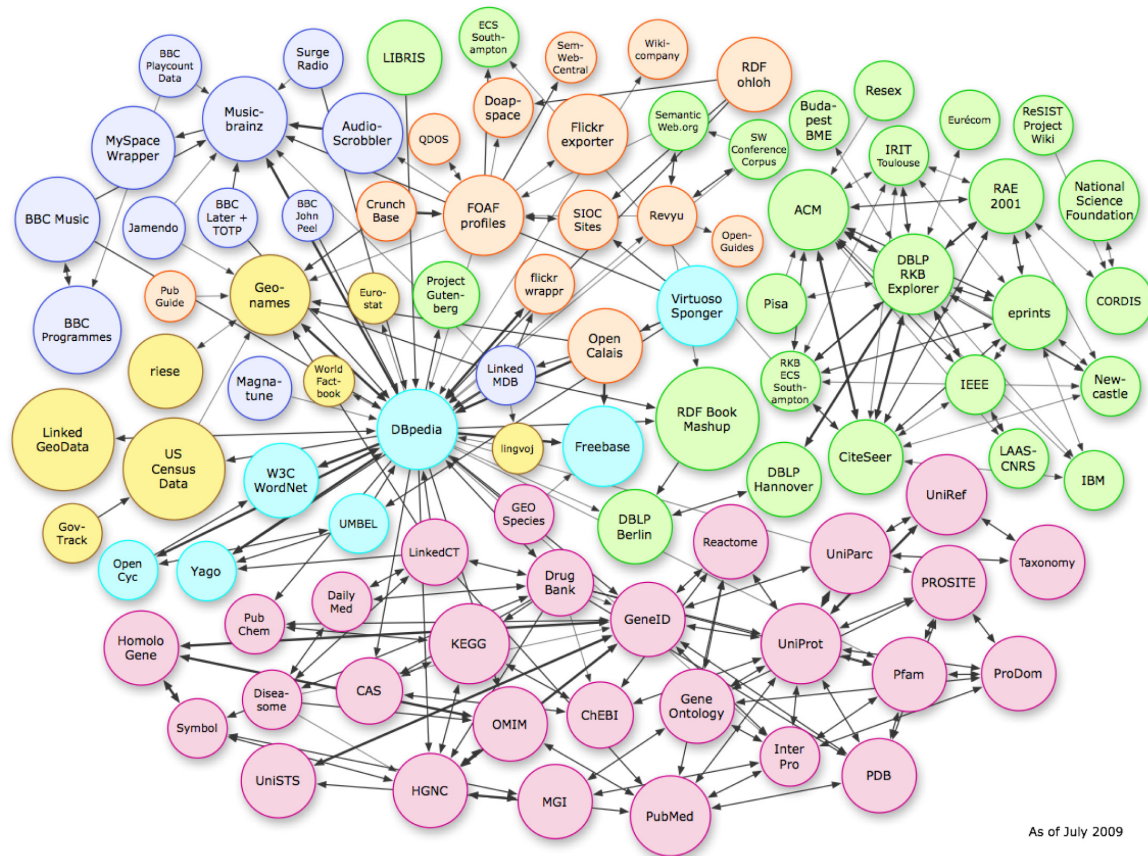 BBC
Playcount
Data
Surge
Radio
LIBRIS
ECS
South-
ampton
Sem-
Web-
Central
Wiki-
company
RDF
ohloh
Music-
brainz
Doap-
space
Flickr
exporter
Semantic
Web.org
Buda-
pest
BME
Resex
MySpace
Wrapper
Audio-
Scrobbler
QDOS
SW
Conference
Corpus
IRIT
Toulouse
Eurécom
ReSIST
Project
Wiki
BBC Music
Jamendo
BBC
Later +
TOTP
BBC
John
Peel
Crunch
Base
FOAF
profiles
SIOC
Sites
Revyu
Open-
Guides
ACM
RAE
2001
National
Science
Foundation
BBC
Programmes
Pub
Guide
Geo-
names
Euro-
stat
Project
Guten-
berg
flickr
wrappr
Virtuoso
Sponger
Pisa
DBLP
RKB
Explorer
eprints
CORDIS
riese
Magna-
tune
World
Fact-
book
Linked
MDB
Open
Calais
RKB
ECS
South-
ampton
IEEE
New-
castle
Linked
GeoData
US
Census
Data
W3C
WordNet
DBpedia
lingvoj
Freebase
RDF Book
Mashup
DBLP
Hannover
CiteSeer
LAAS-
CNRS
IBM
Gov-
Track
Open
Cyc
Yago
UMBEL
GEO
Species
DBLP
Berlin
Reactome
UniParc
UniRef
Taxonomy
LinkedCT
Daily
Med
Drug
Bank
PROSITE
Homolo
Gene
Pub
Chem
KEGG
GeneID
UniProt
Pfam
ProDom
Symbol
Disea-
some
CAS
OMIM
ChEBI
Gene
Ontology
Inter
Pro
PDB
UniSTS
HGNC
MGI
PubMed
As of July 2009